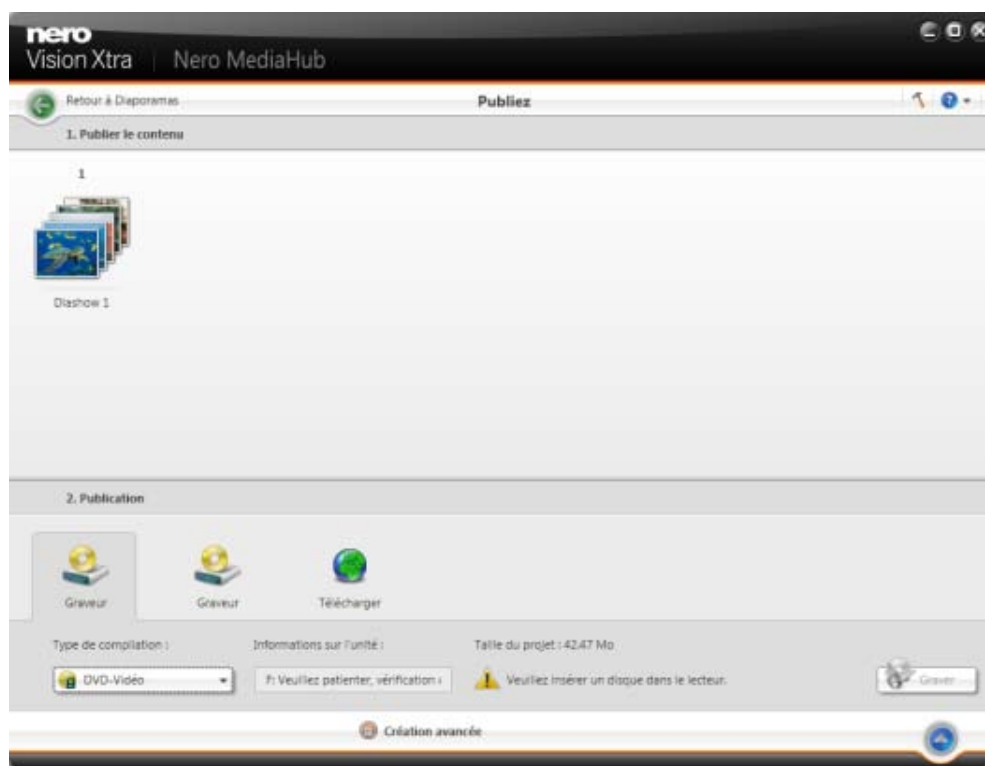 nero
Vision Xtra | Nero MediaHub
Retour à Diaporamas
Publiez
1. Publier le contenu
1
Diashow 1
2. Publication
Graveur
Graveur
Télécharger
Type de compilation :
Informations sur l'unité :
Taille du projet : 42.47 Mo
DVD-Vidéo
F: Veuillez patienter, vérification
Veuillez insérer un disque dans le lecteur.
Graver
Création avancée